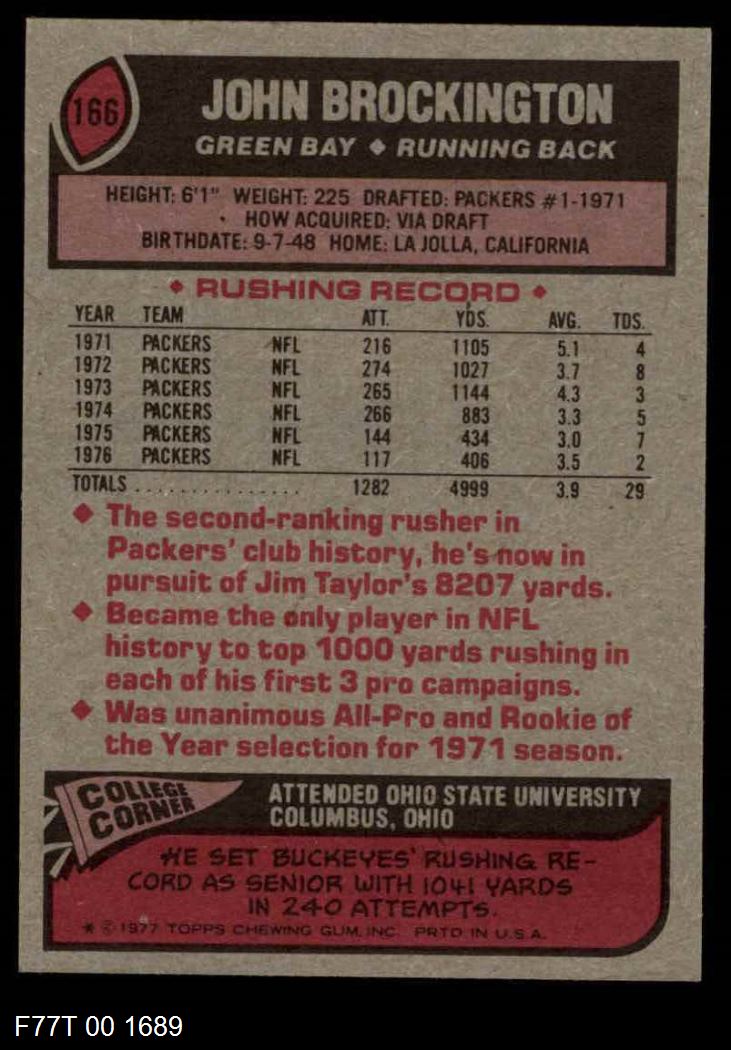 166
JOHN BROCKINGTON
GREEN BAY ♦ RUNNING BACK
HEIGHT: 6'1" WEIGHT: 225 DRAFTED: PACKERS #1-1971
HOW ACQUIRED: VIA DRAFT
BIRTHDATE: 9-7-48 HOME: LA JOLLA, CALIFORNIA
♦ RUSHING RECORD ♦
YEAR TEAM ATT. YDS. AVG. TDS.
1971 PACKERS NFL 216 1105 5.1 4
1972 PACKERS NFL 274 1027 3.7 8
1973 PACKERS NFL 265 1144 4.3 3
1974 PACKERS NFL 266 883 3.3 5
1975 PACKERS NFL 144 434 3.0 7
1976 PACKERS NFL 117 406 3.5 2
TOTALS ................ 1282 4999 3.9 29
♦ The second-ranking rusher in
Packers' club history, he's now in
pursuit of Jim Taylor's 8207 yards.
♦ Became the only player in NFL
history to top 1000 yards rushing in
each of his first 3 pro campaigns.
♦ Was unanimous All-Pro and Rookie of
the Year selection for 1971 season.
COLLEGE
CORNER
ATTENDED OHIO STATE UNIVERSITY
COLUMBUS, OHIO
HE SET BUCKEYES' RUSHING RE-
CORD AS SENIOR WITH 1041 YARDS
IN 240 ATTEMPTS.
* © 1977 TOPPS CHEWING GUM, INC. PRTD IN U.S.A.
F77T 00 1689